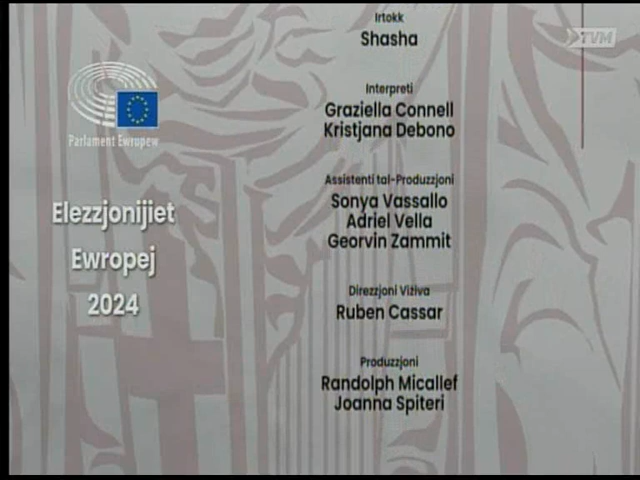 Irtokk
Shasha
TVM
Interpreti
Graziella Connell
Kristjana Debono
Parlament Ewropew
Assistenti tal-Produzzjoni
Sonya Vassallo
Adriel Vella
Georvin Zammit
Elezzjonijiet
Ewropej
2024
Direzzjoni Viżiva
Ruben Cassar
Produzzjoni
Randolph Micallef
Joanna Spiteri